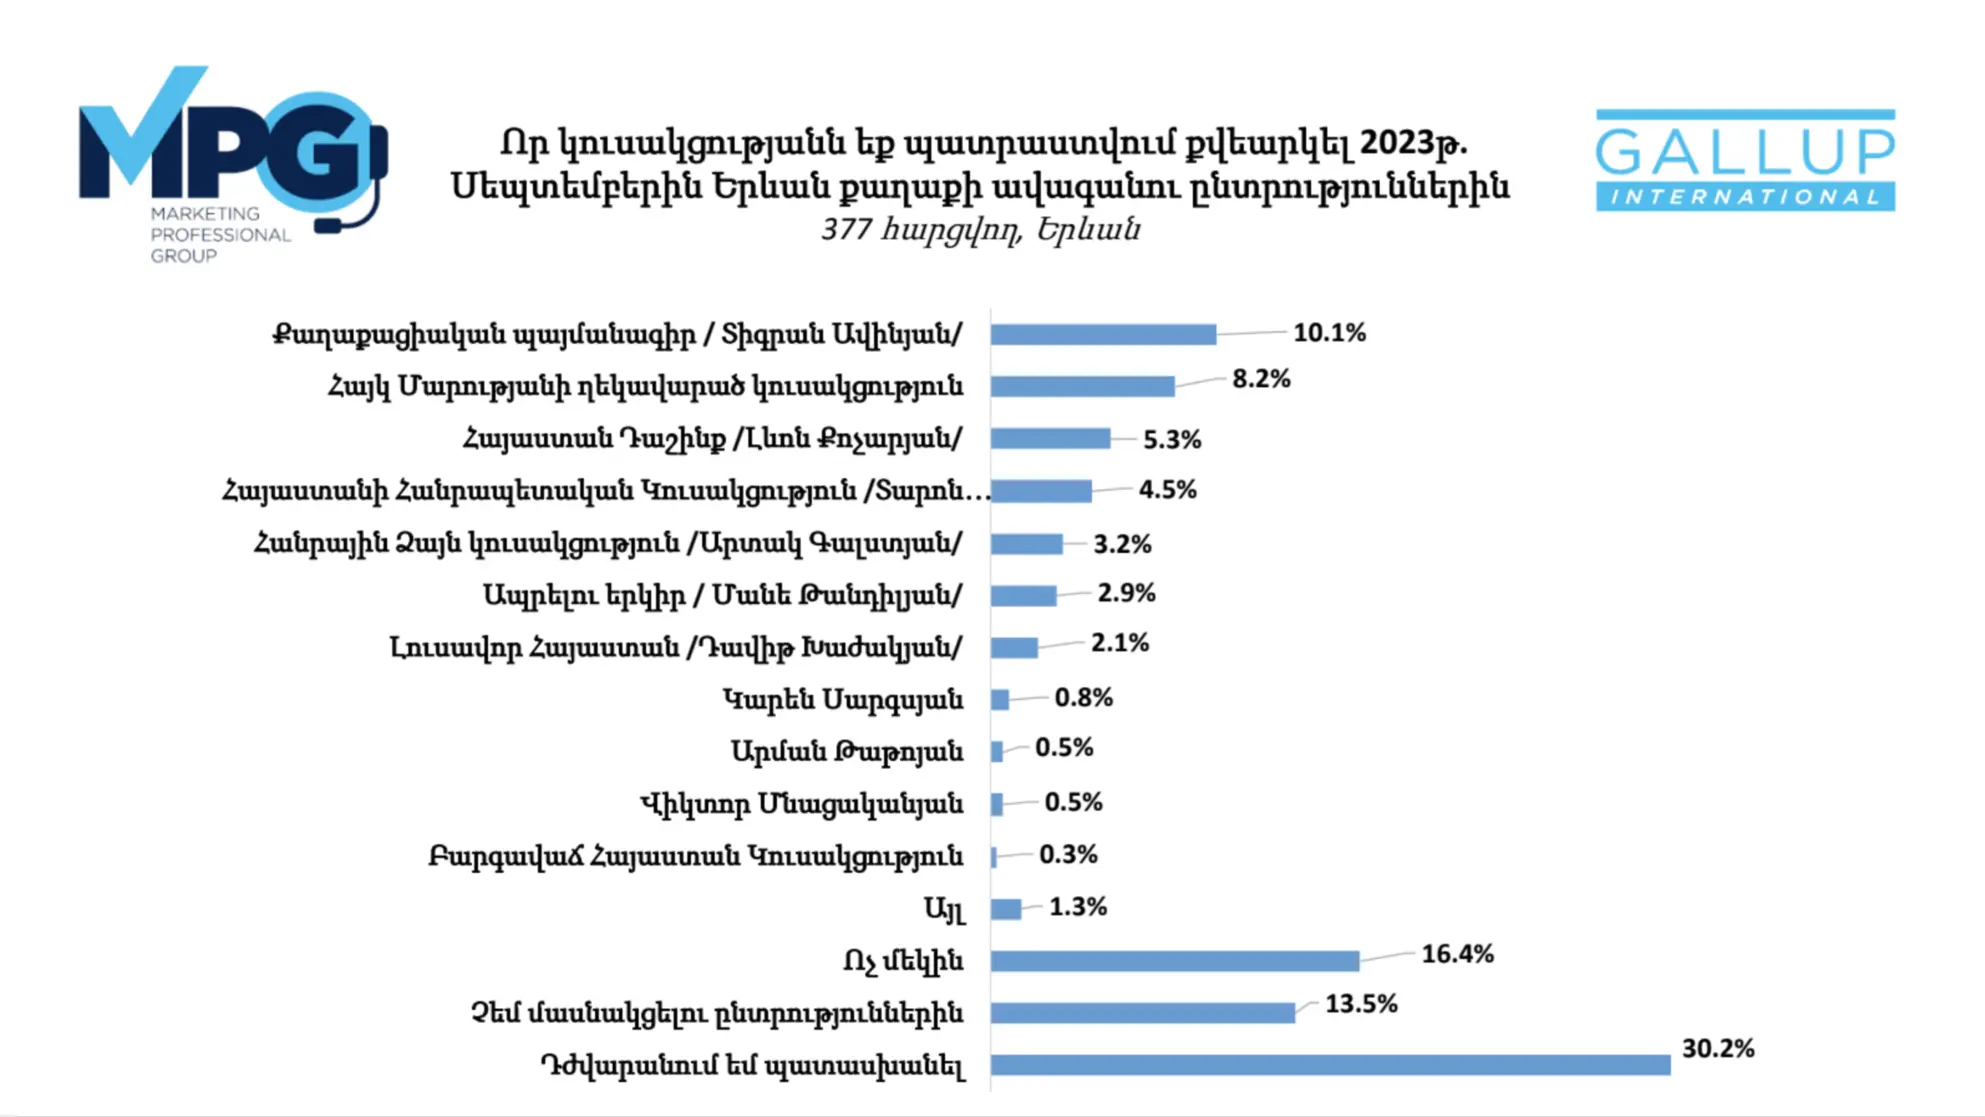 MPG
MARKETING
PROFESSIONAL
GROUP
Որ կուսակցությանն եք պատրաստվում քվեարկել 2023թ.
Սեպտեմբերին Երևան քաղաքի ավագանու ընտրություններին
377 հարցվող, Երևան
GALLUP
INTERNATIONAL
Քաղաքացիական պայմանագիր / Տիգրան Ավինյան/ 10.1%
Հայկ Մարությանի ղեկավարած կուսակցություն 8.2%
Հայաստան Դաշինք /Լևոն Քոչարյան/ 5.3%
Հայաստանի Հանրապետական Կուսակցություն /Տարոն… 4.5%
Հանրային Ձայն կուսակցություն /Արտակ Գալստյան/ 3.2%
Ապրելու երկիր / Մանե Թանդիլյան/ 2.9%
Լուսավոր Հայաստան /Դավիթ Խաժակյան/ 2.1%
Կարեն Սարգսյան 0.8%
Արման Թաթոյան 0.5%
Վիկտոր Մնացականյան 0.5%
Բարգավաճ Հայաստան Կուսակցություն 0.3%
Այլ 1.3%
Ոչ մեկին 16.4%
Չեմ մասնակցելու ընտրություններին 13.5%
Դժվարանում եմ պատասխանել 30.2%